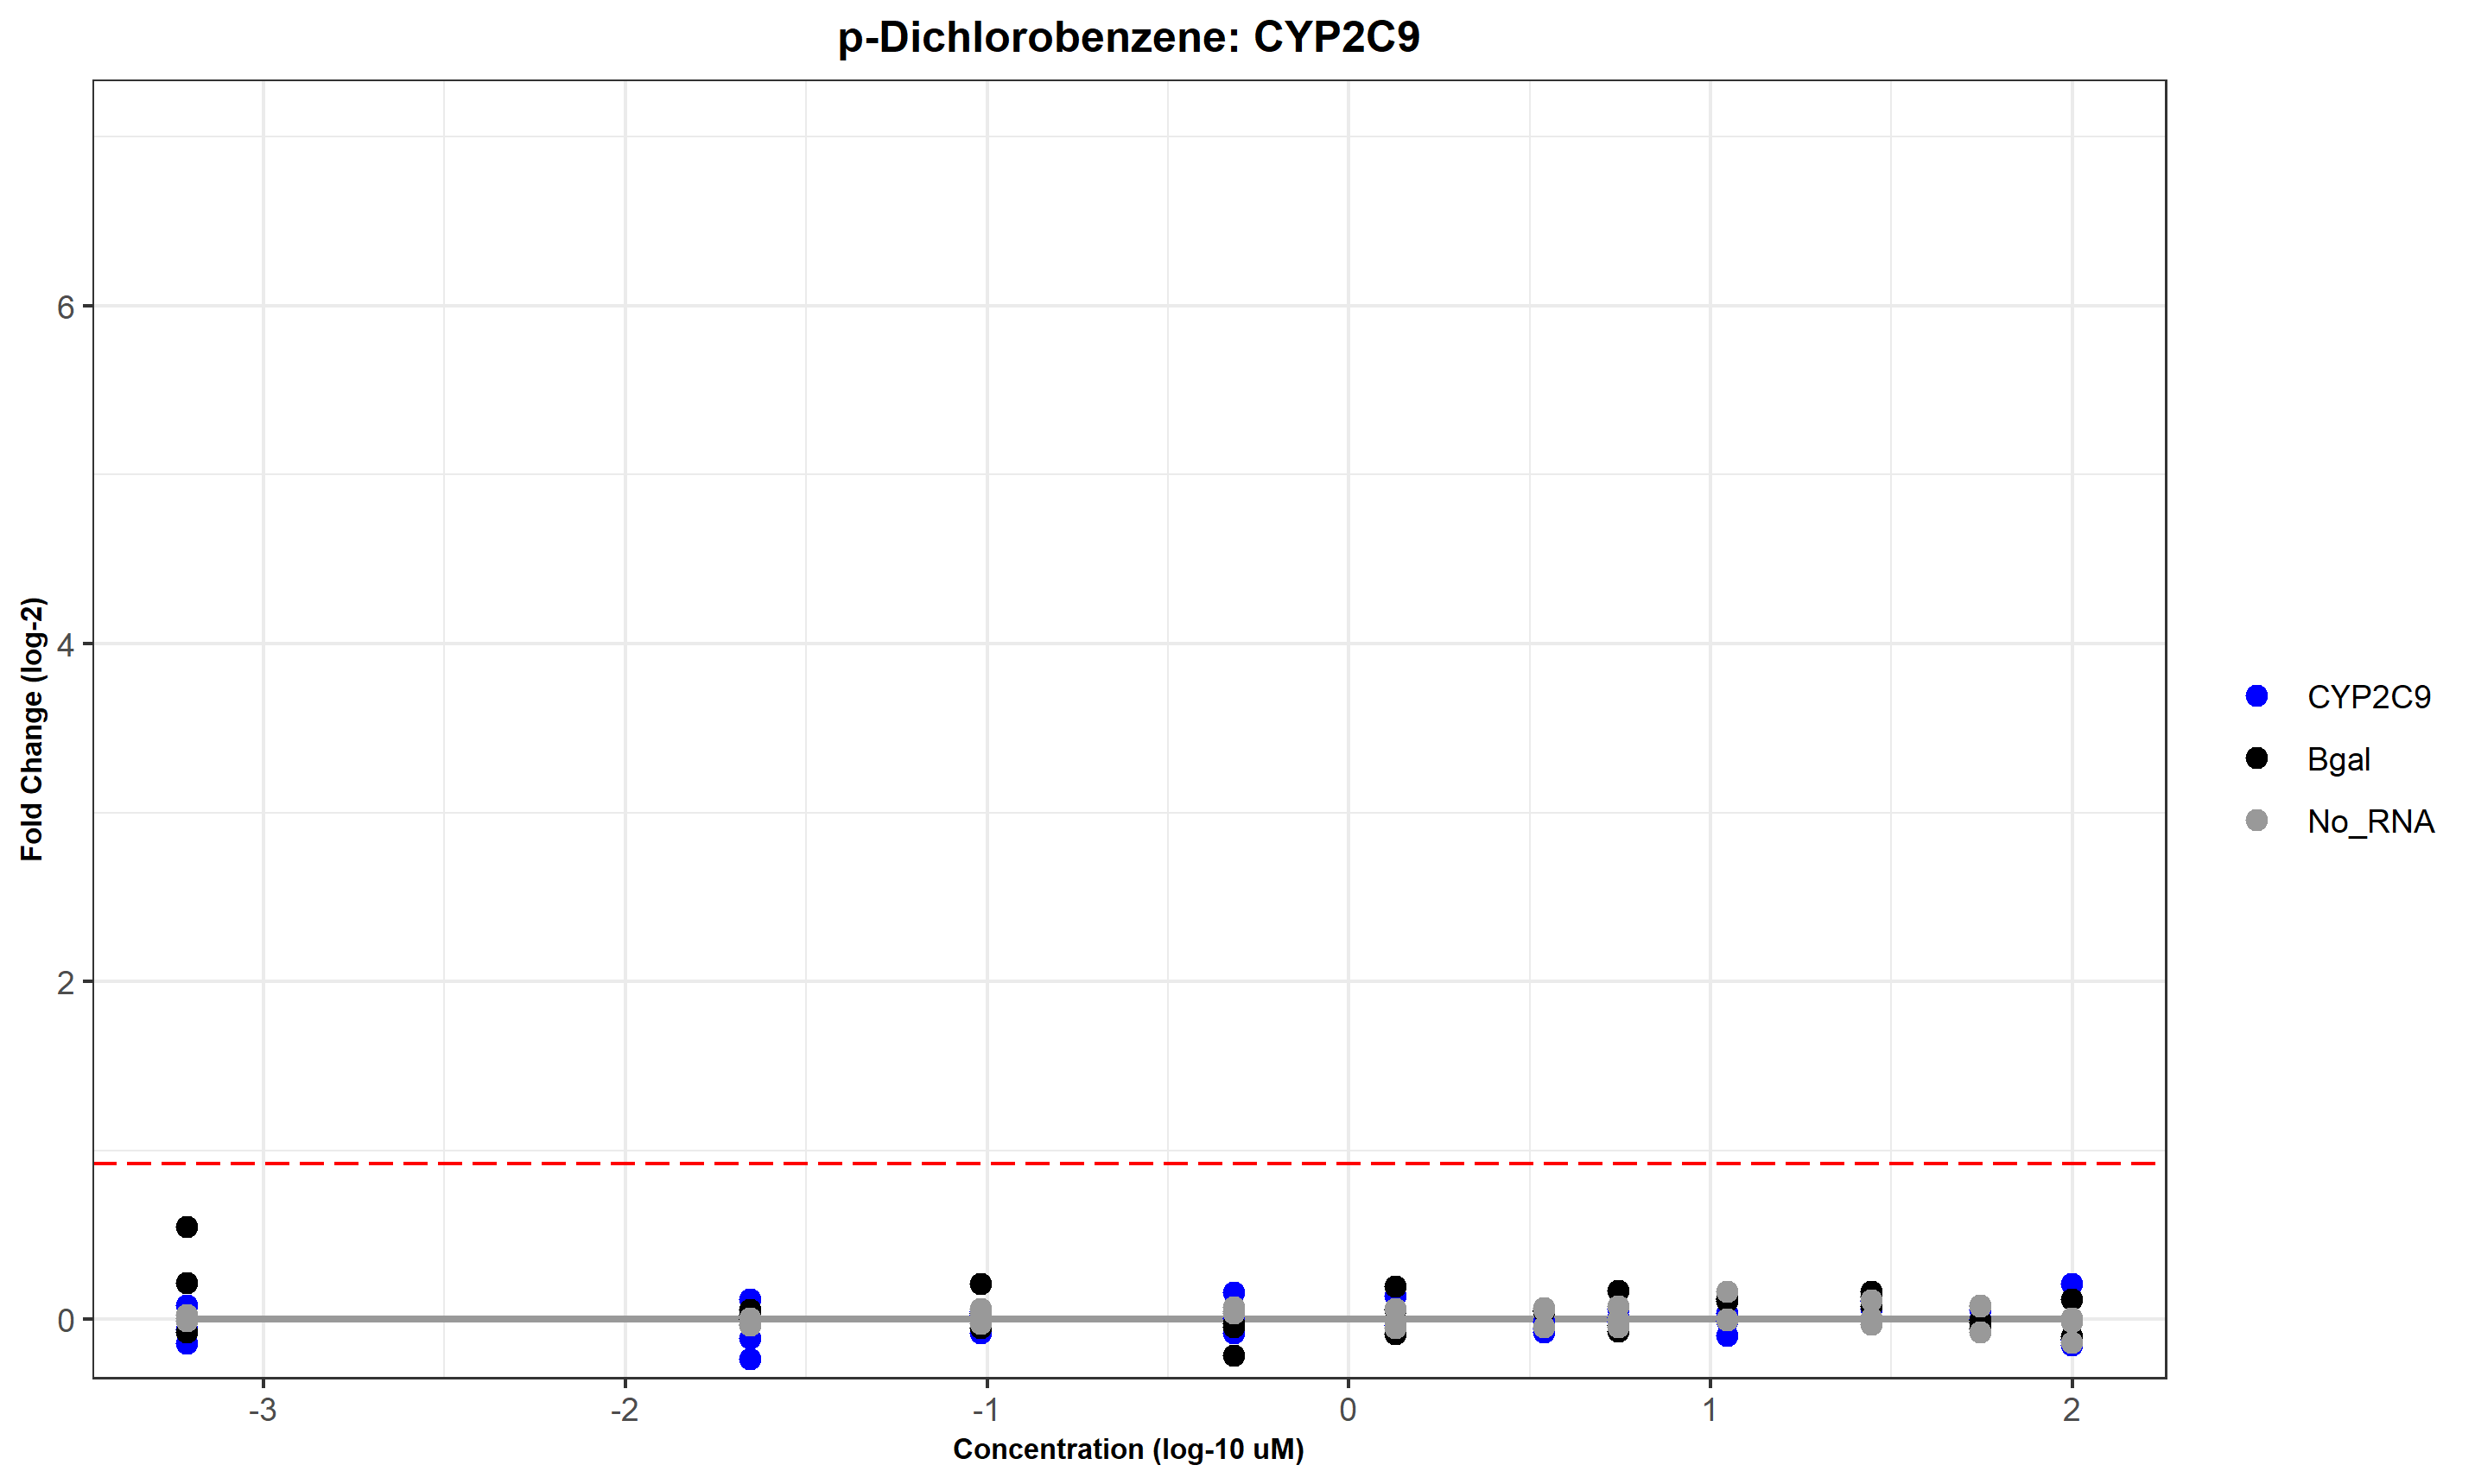 p-Dichlorobenzene: CYP2C9
Fold Change (log-2)
6
4
2
0
-3
-2
-1
0
1
2
Concentration (log-10 uM)
CYP2C9
Bgal
No_RNA